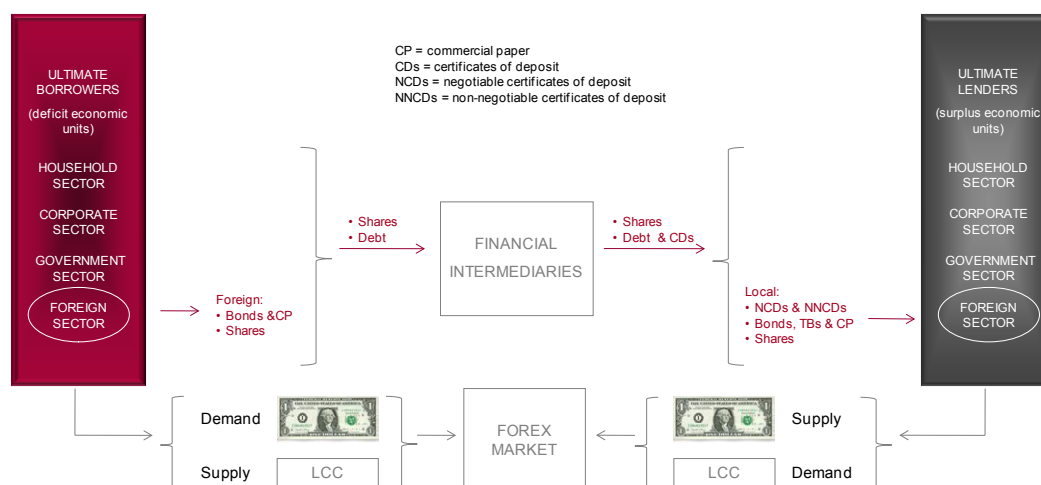 CP = commercial paper
CDs = certificates of deposit
NCDs = negotiable certificates of deposit
NNCDs = non-negotiable certificates of deposit
ULTIMATE
BORROWERS
(deficit economic
units)
HOUSEHOLD
SECTOR
CORPORATE
SECTOR
GOVERNMENT
SECTOR
FOREIGN
SECTOR
Foreign:
• Bonds &CP
• Shares
• Shares
• Debt
FINANCIAL
INTERMEDIARIES
• Shares
• Debt & CDs
Local:
• NCDs & NNCDs
• Bonds, TBs & CP
• Shares
ULTIMATE
LENDERS
(surplus economic
units)
HOUSEHOLD
SECTOR
CORPORATE
SECTOR
GOVERNMENT
SECTOR
FOREIGN
SECTOR
Demand
Supply
LCC
FOREX
MARKET
Supply
LCC
Demand